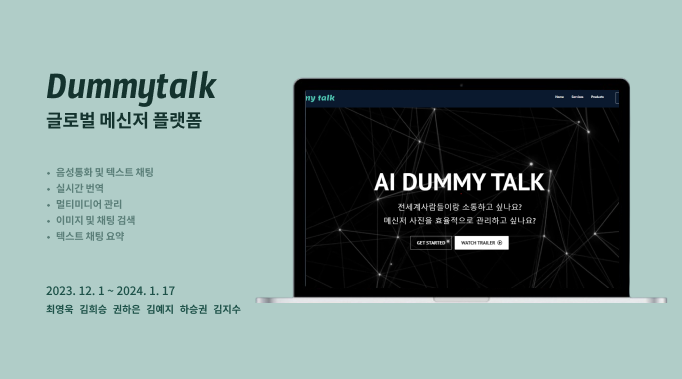 Dummytalk
글로벌 메신저 플랫폼
• 음성통화 및 텍스트 채팅
• 실시간 번역
• 멀티미디어 관리
• 이미지 및 채팅 검색
• 텍스트 채팅 요약
2023. 12. 1 ~ 2024. 1. 17
최영욱 김희승 권하은 김예지 하승권 김지수
my talk
Home Services Products
AI DUMMY TALK
전세계사람들이랑 소통하고 싶나요?
메신저 사진을 효율적으로 관리하고 싶나요?
GET STARTED
WATCH TRAILER